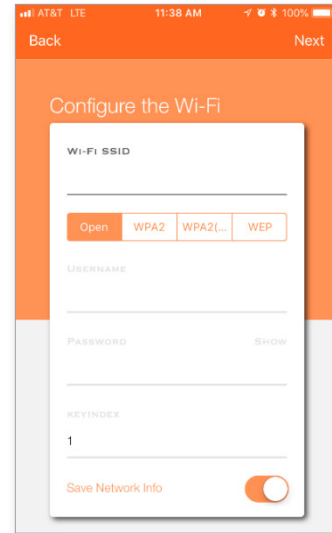 AT&T LTE 11:38 AM 100%
Back Next
Configure the Wi-Fi
Wi-Fi SSID
Open WPA2 WPA2(... WEP
Username
Password Show
keyindex
1
Save Network Info